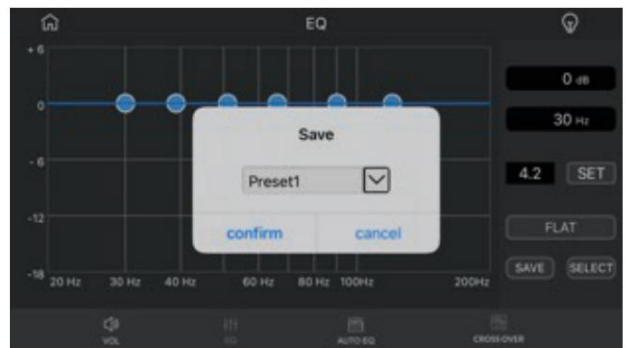 EQ
+6
0
-6
-12
-18
20 Hz 30 Hz 40 Hz 60 Hz 80 Hz 100Hz 200Hz
0 dB
30 Hz
4.2 SET
FLAT
SAVE SELECT
Save
Preset1
confirm cancel
VOL EQ AUTO EQ CROSS OVER